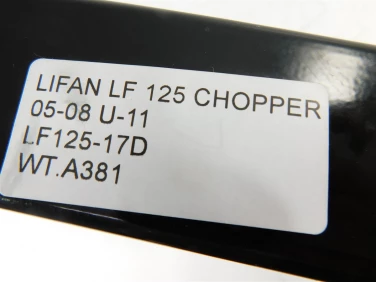 LIFAN LF 125 CHOPPER
05-08 U-11
LF125-17D
WT.A381